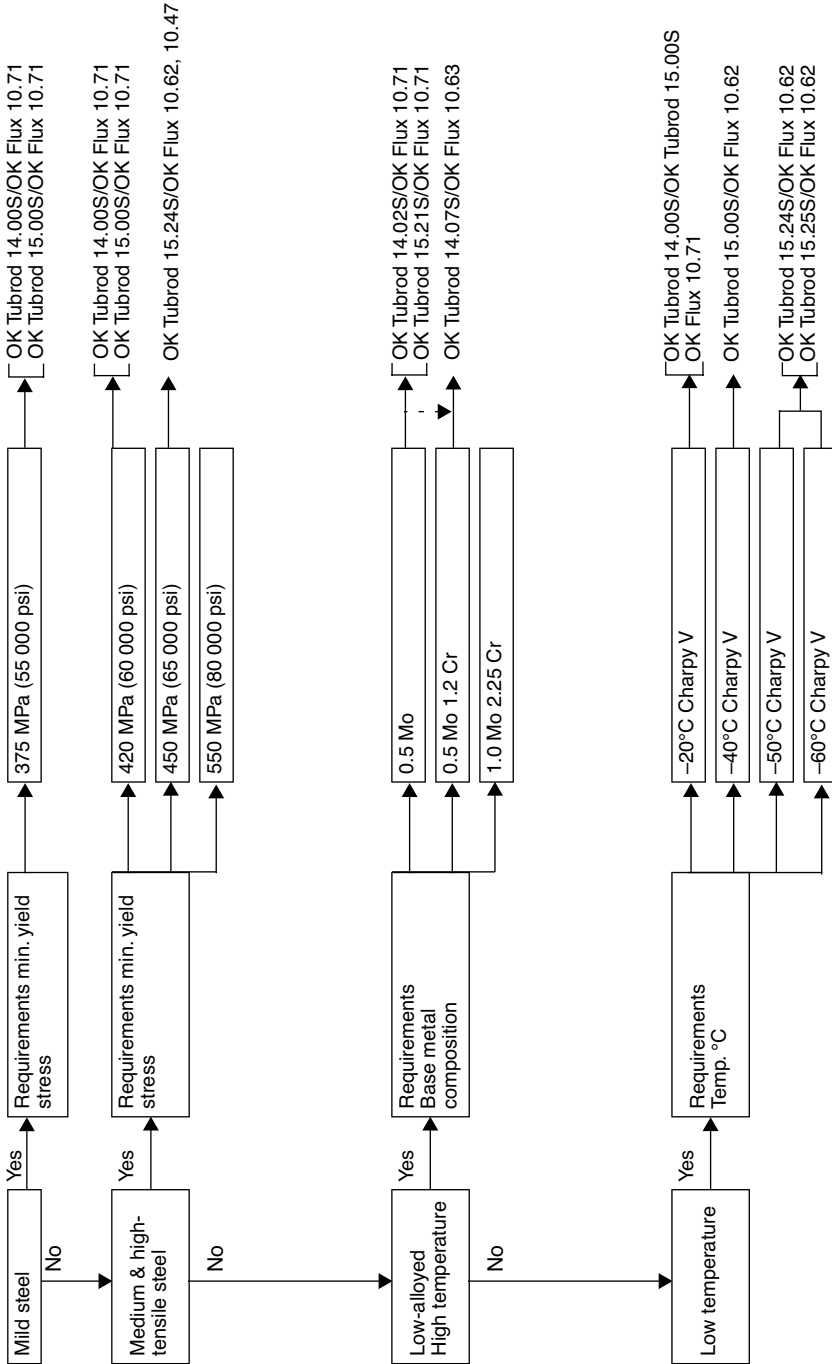 Mild steel
Yes
Requirements min. yield
stress
375 MPa (55 000 psi)
OK Tubrod 14.00S/OK Flux 10.71
OK Tubrod 15.00S/OK Flux 10.71
No
Medium & high-
tensile steel
Yes
Requirements min. yield
stress
420 MPa (60 000 psi)
OK Tubrod 14.00S/OK Flux 10.71
OK Tubrod 15.00S/OK Flux 10.71
450 MPa (65 000 psi)
OK Tubrod 15.24S/OK Flux 10.62, 10.47
550 MPa (80 000 psi)
No
Low-alloyed
High temperature
Yes
Requirements
Base metal
composition
0.5 Mo
OK Tubrod 14.02S/OK Flux 10.71
OK Tubrod 15.21S/OK Flux 10.71
0.5 Mo 1.2 Cr
OK Tubrod 14.07S/OK Flux 10.63
1.0 Mo 2.25 Cr
No
Low temperature
Yes
Requirements
Temp. °C
–20°C Charpy V
OK Tubrod 14.00S/OK Tubrod 15.00S
OK Flux 10.71
–40°C Charpy V
OK Tubrod 15.00S/OK Flux 10.62
–50°C Charpy V
–60°C Charpy V
OK Tubrod 15.24S/OK Flux 10.62
OK Tubrod 15.25S/OK Flux 10.62